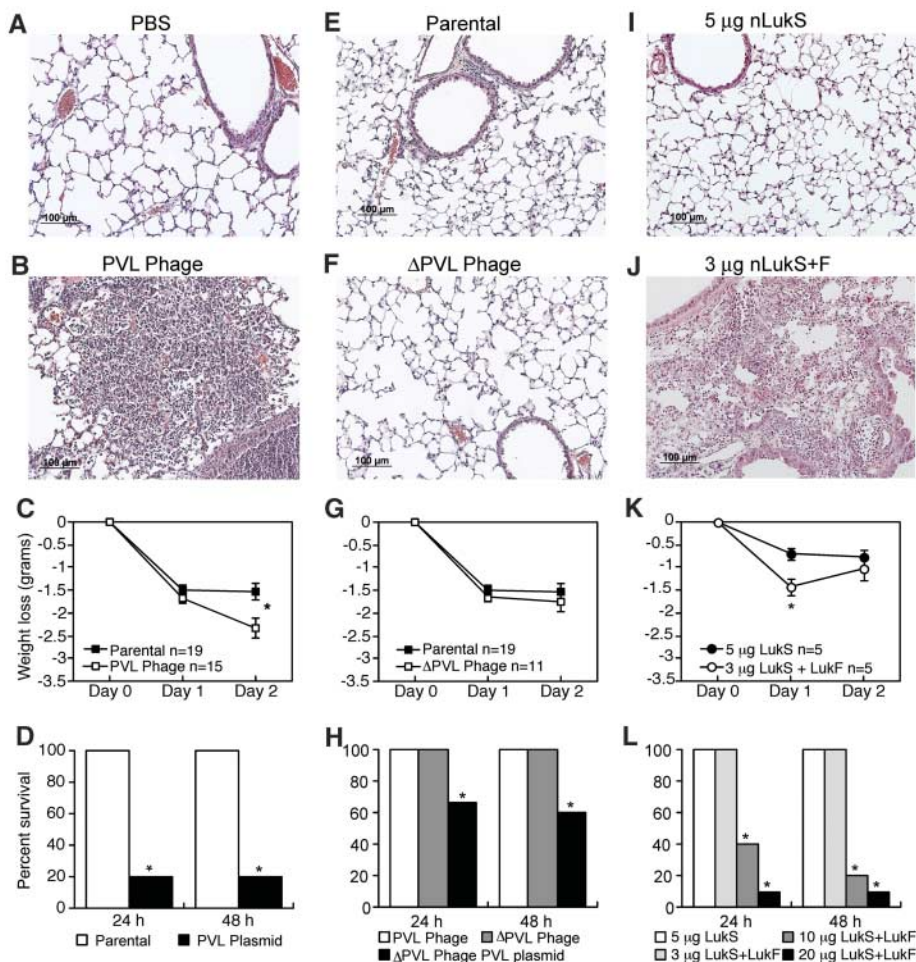 A PBS
100 µm
E Parental
100 µm
I 5 µg nLukS
100 µm
B PVL Phage
100 µm
F ΔPVL Phage
100 µm
J 3 µg nLukS+F
100 µm
C
Weight loss (grams)
0
-.5
-1
-1.5
-2
-2.5
-3
-3.5
*
Parental n=19
PVL Phage n=15
Day 0 Day 1 Day 2
G
0
-.5
-1
-1.5
-2
-2.5
-3
-3.5
Parental n=19
ΔPVL Phage n=11
Day 0 Day 1 Day 2
K
0
-.5
-1
-1.5
-2
-2.5
-3
-3.5
*
5 µg LukS n=5
3 µg LukS + LukF n=5
Day 0 Day 1 Day 2
D
Percent survival
100
80
60
40
20
0
* *
24 h 48 h
Parental PVL Plasmid
H
100
80
60
40
20
0
* *
24 h 48 h
PVL Phage ΔPVL Phage
ΔPVL Phage PVL plasmid
L
100
80
60
40
20
0
* * * *
24 h 48 h
5 µg LukS 10 µg LukS+LukF
3 µg LukS+LukF 20 µg LukS+LukF